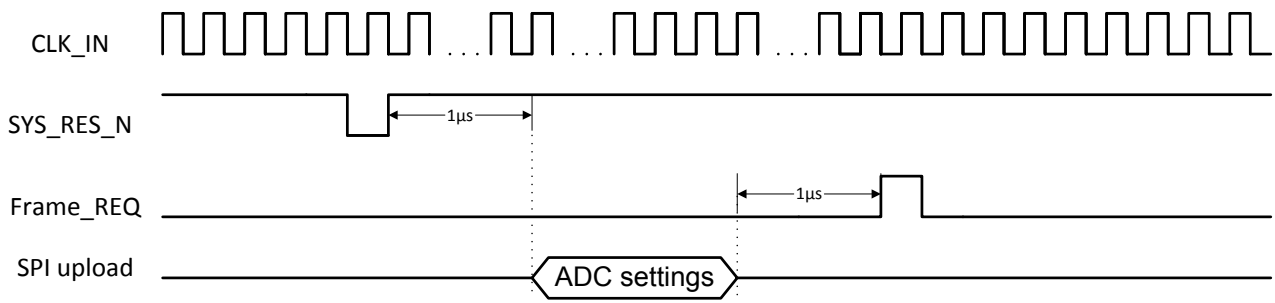 CLK_IN
... ... ...
SYS_RES_N
1μs
Frame_REQ
1μs
SPI upload
ADC settings